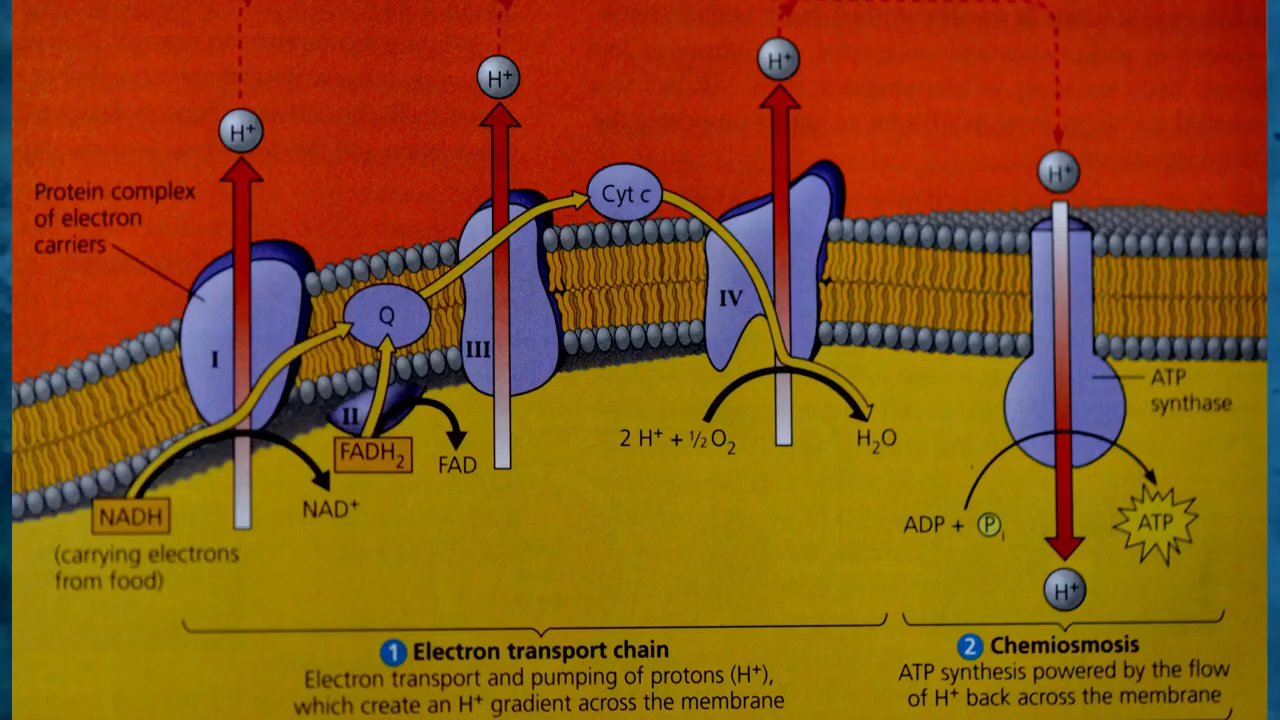 H⁺
H⁺
H⁺
H⁺
Protein complex
of electron
carriers
Cyt c
Q
I
II
III
IV
ATP
synthase
FADH₂
FAD
2 H⁺ + ½ O₂
H₂O
NADH
NAD⁺
(carrying electrons
from food)
ADP + Pᵢ
ATP
H⁺
1 Electron transport chain
Electron transport and pumping of protons (H⁺),
which create an H⁺ gradient across the membrane
2 Chemiosmosis
ATP synthesis powered by the flow
of H⁺ back across the membrane